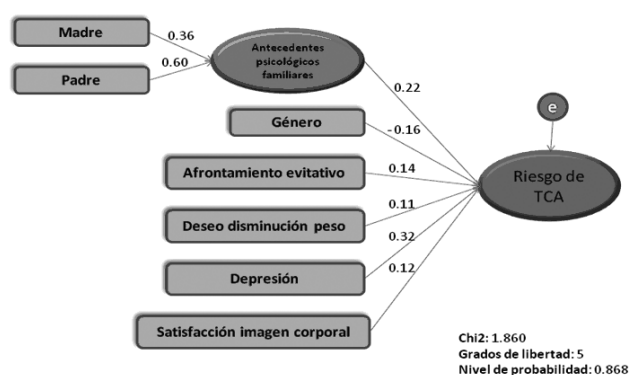 Madre
0.36
Antecedentes
psicológicos
familiares
0.60
Padre
0.22
Género
-0.16
e
Afrontamiento evitativo
0.14
Riesgo de
TCA
Deseo disminución peso
0.11
0.32
Depresión
0.12
Satisfacción imagen corporal
Chi2: 1.860
Grados de libertad: 5
Nivel de probabilidad: 0.868